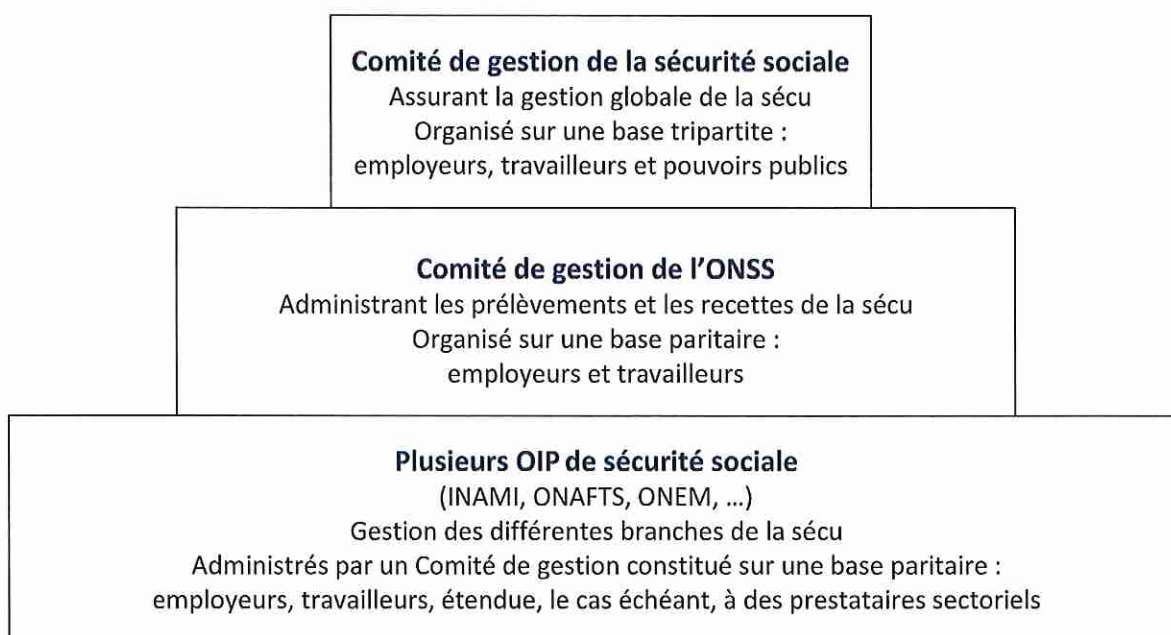 Comité de gestion de la sécurité sociale
Assurant la gestion globale de la sécu
Organisé sur une base tripartite :
employeurs, travailleurs et pouvoirs publics
Comité de gestion de l'ONSS
Administrant les prélèvements et les recettes de la sécu
Organisé sur une base paritaire :
employeurs et travailleurs
Plusieurs OIP de sécurité sociale
(INAMI, ONAFTS, ONEM, ...)
Gestion des différentes branches de la sécu
Administrés par un Comité de gestion constitué sur une base paritaire :
employeurs, travailleurs, étendue, le cas échéant, à des prestataires sectoriels